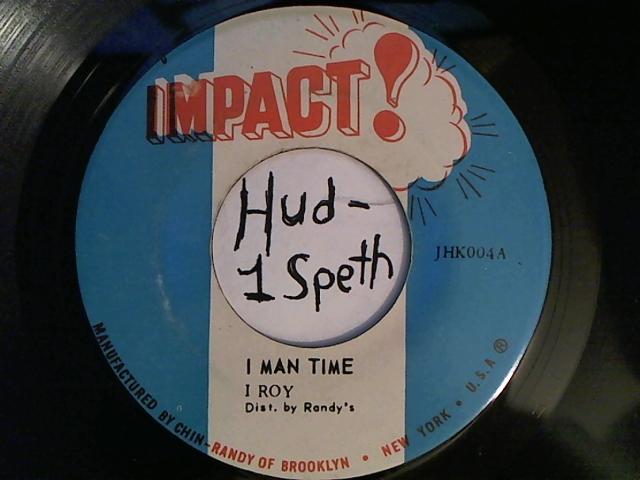 IMPACT!
Hud-
1 Speth
JHK004A
I MAN TIME
I ROY
Dist. by Randy's
MANUFACTURED BY CHIN-RANDY OF BROOKLYN • NEW YORK • U.S.A ®